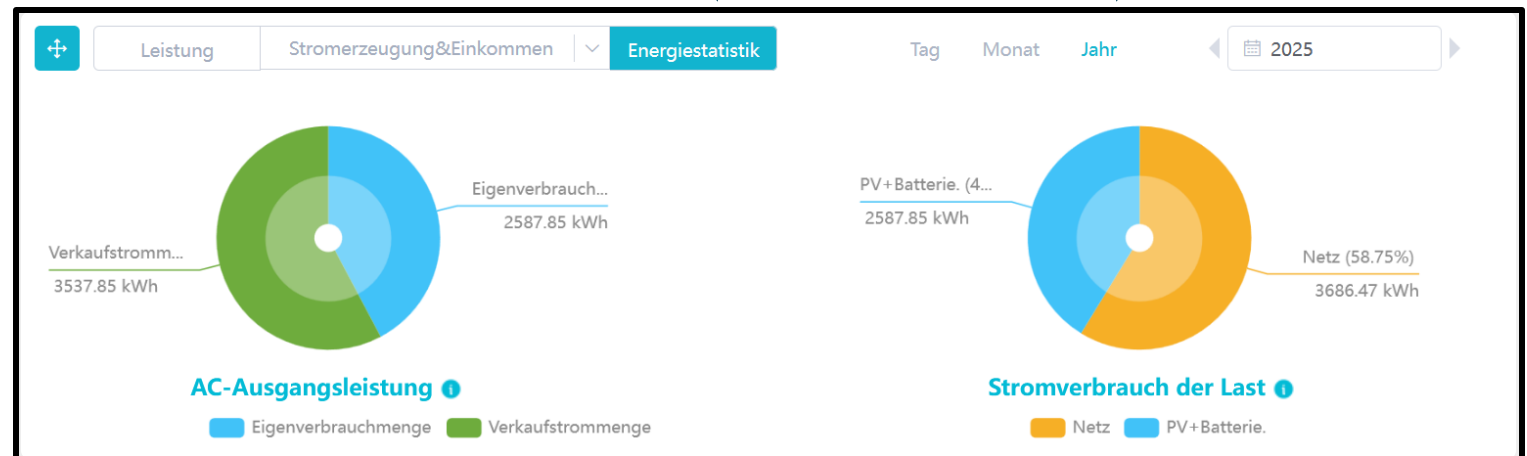 Leistung Stromerzeugung&Einkommen Energiestatistik Tag Monat Jahr 2025
Eigenverbrauch...
2587.85 kWh
Verkaufstromm...
3537.85 kWh
AC-Ausgangsleistung
Eigenverbrauchmenge Verkaufstrommenge
PV+Batterie. (4...
2587.85 kWh
Netz (58.75%)
3686.47 kWh
Stromverbrauch der Last
Netz PV+Batterie.